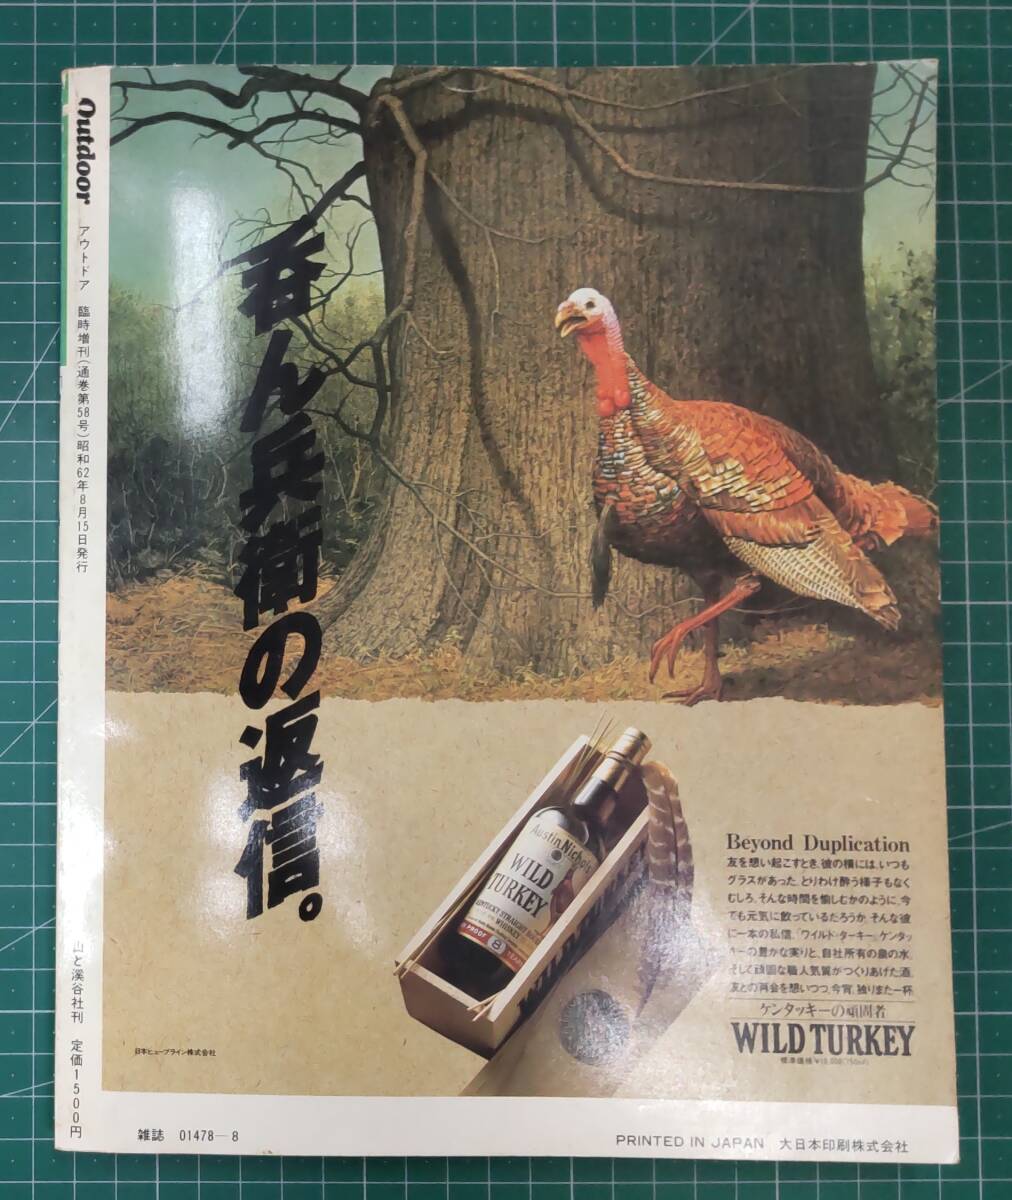 Outdoor アウトドア 臨時増刊(通巻第58号)昭和62年8月15日発行
山と溪谷社刊 定価1500円
呑ん兵衛の返信。
Austin Nichols
WILD
TURKEY
KENTUCKY STRAIGHT
WHISKEY
PROOF 8 YEARS
Beyond Duplication
友を想い起こすとき、彼の横には、いつも
グラスがあった。とりわけ酔う様子もなく
むしろ、そんな時間を愉しむかのように。今
でも元気に飲っているだろうか。そんな彼
に一本の私信。「ワイルド・ターキー」ケンタッ
キーの豊かな実りと、自社所有の泉の水。
そして頑固な職人気質がつくりあげた酒。
友との再会を想いつつ、今宵、独りまた一杯。
ケンタッキーの頑固者
WILD TURKEY
標準価格
日本ヒューブライン株式会社
雑誌 01478-8
PRINTED IN JAPAN 大日本印刷株式会社